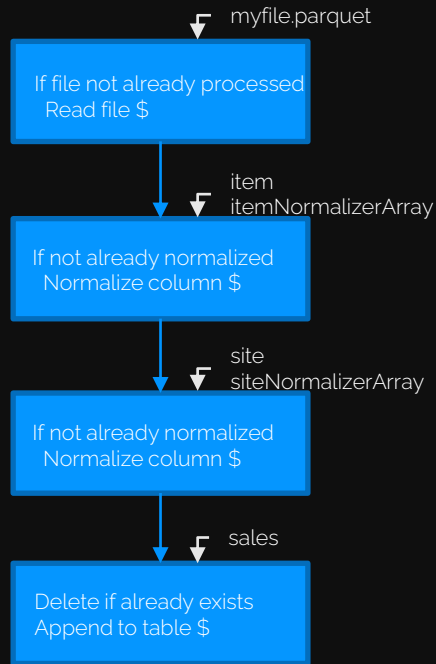 myfile.parquet
If file not already processed
Read file $
item
itemNormalizerArray
If not already normalized
Normalize column $
site
siteNormalizerArray
If not already normalized
Normalize column $
sales
Delete if already exists
Append to table $